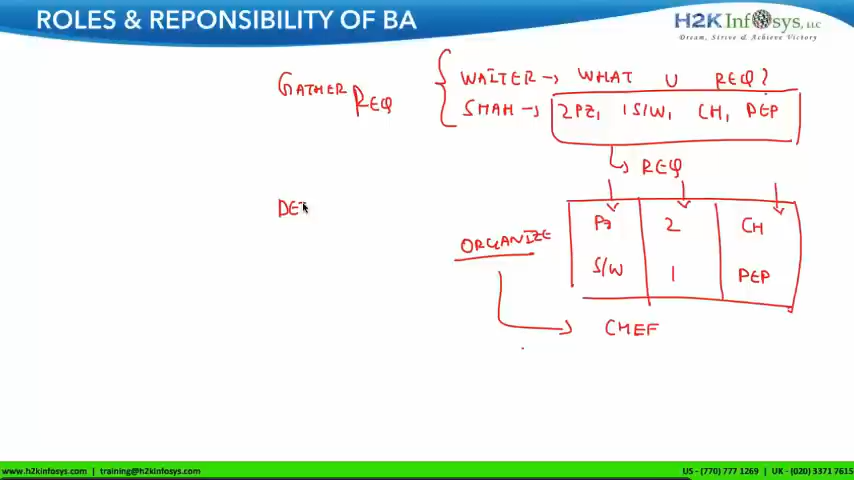 ROLES & REPONSIBILITY OF BA
H2K Infosys, LLC
Dream, Strive & Achieve Victory
GATHER REQ
WAITER → WHAT U REQ?
SHAH → 2PZ, 1 S/W, CH, PEP
REQ
DE
ORGANIZE
PZ 2 CH
S/W 1 PEP
CHEF
www.h2kinfosys.com | training@h2kinfosys.com
US - (770) 777 1269 | UK - (020) 3371 7615